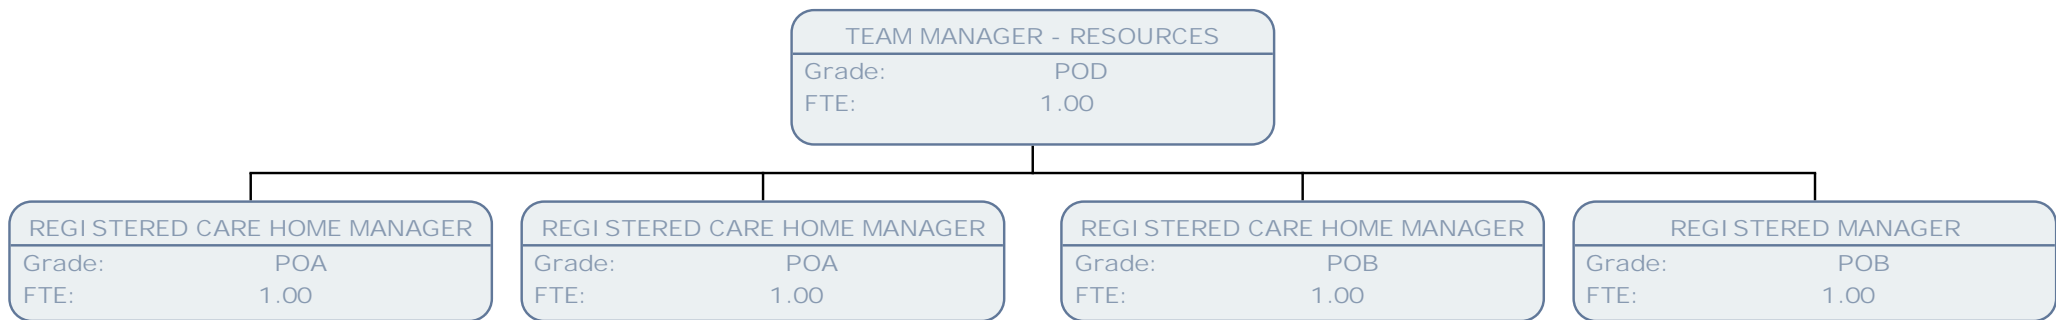 TEAM MANAGER - RESOURCES
Grade: POD
FTE: 1.00
REGISTERED CARE HOME MANAGER
Grade: POA
FTE: 1.00
REGISTERED CARE HOME MANAGER
Grade: POA
FTE: 1.00
REGISTERED CARE HOME MANAGER
Grade: POB
FTE: 1.00
REGISTERED MANAGER
Grade: POB
FTE: 1.00